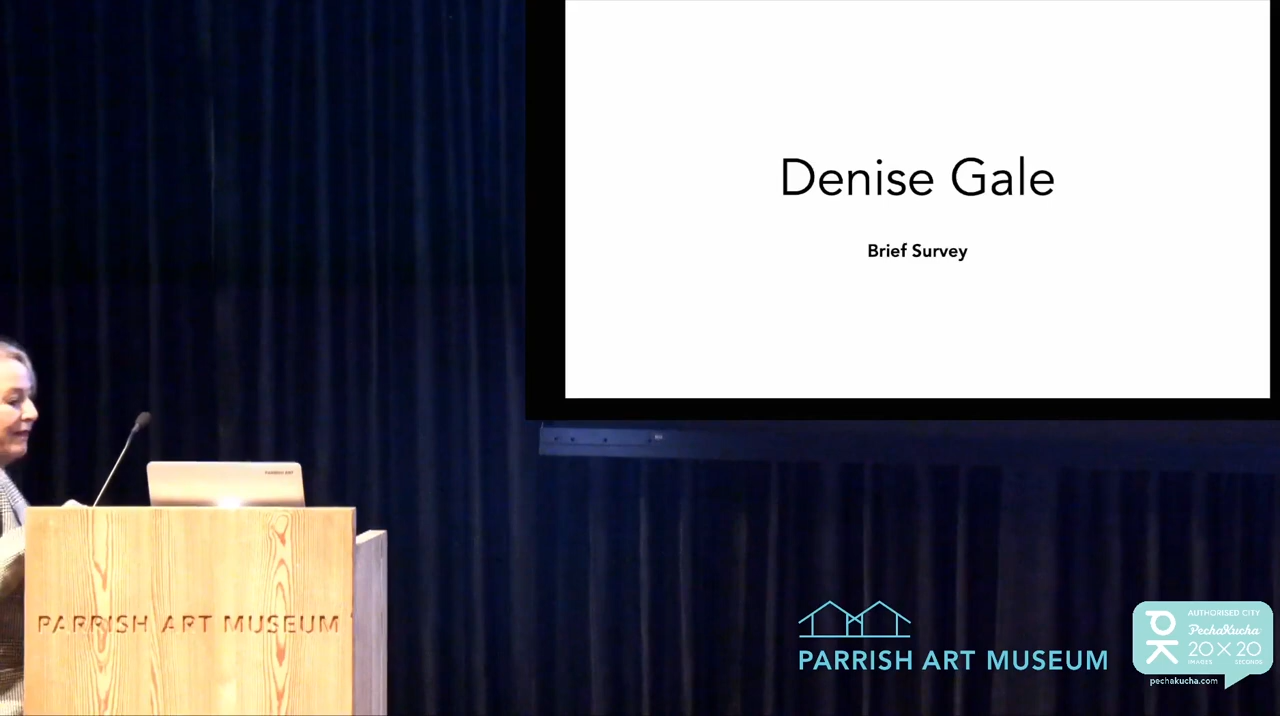 Denise Gale
Brief Survey
PARRISH ART MUSEUM
PARRISH ART MUSEUM
PK
AUTHORISED CITY
PechaKucha
20×20
IMAGES SECONDS
pechakucha.com